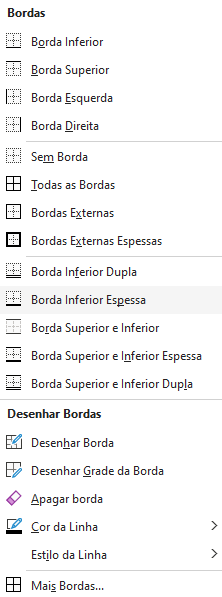 Bordas
Borda Inferior
Borda Superior
Borda Esquerda
Borda Direita
Sem Borda
Todas as Bordas
Bordas Externas
Bordas Externas Espessas
Borda Inferior Dupla
Borda Inferior Espessa
Borda Superior e Inferior
Borda Superior e Inferior Espessa
Borda Superior e Inferior Dupla
Desenhar Bordas
Desenhar Borda
Desenhar Grade da Borda
Apagar borda
Cor da Linha
Estilo da Linha
Mais Bordas...